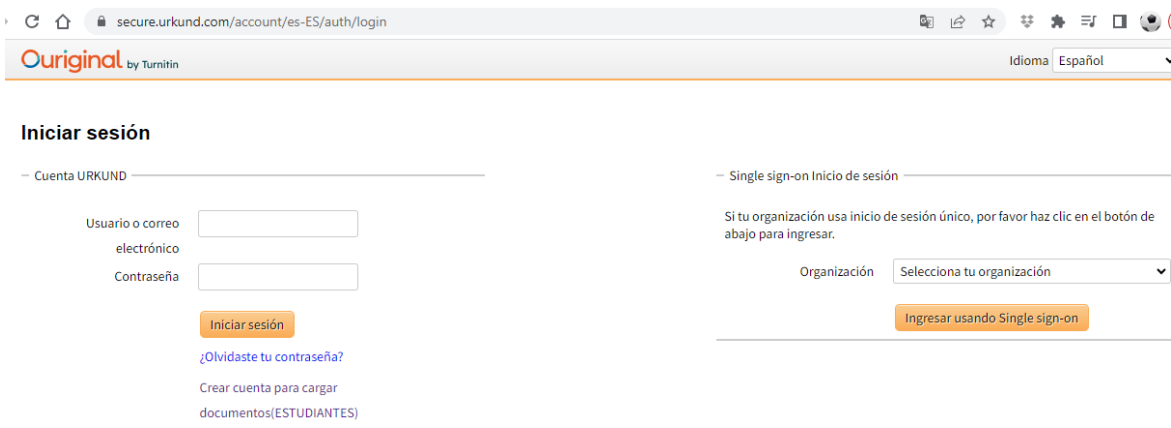 secure.urkund.com/account/es-ES/auth/login
Ouriginal by Turnitin
Idioma Español
Iniciar sesión
Cuenta URKUND
Usuario o correo
electrónico
Contraseña
Iniciar sesión
¿Olvidaste tu contraseña?
Crear cuenta para cargar
documentos(ESTUDIANTES)
Single sign-on Inicio de sesión
Si tu organización usa inicio de sesión único, por favor haz clic en el botón de
abajo para ingresar.
Organización Selecciona tu organización
Ingresar usando Single sign-on